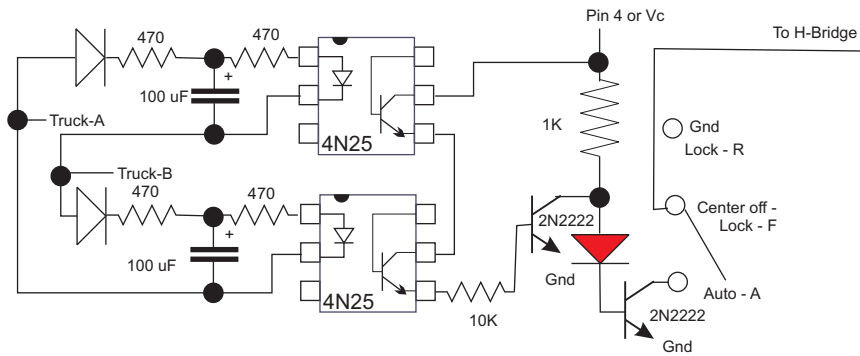 Pin 4 or Vc
To H-Bridge
470
470
+
100 uF
1K
Gnd
Lock - R
Truck-A
4N25
Truck-B
470
470
2N2222
Center off -
Lock - F
+
100 uF
Gnd
Auto - A
4N25
10K
2N2222
Gnd